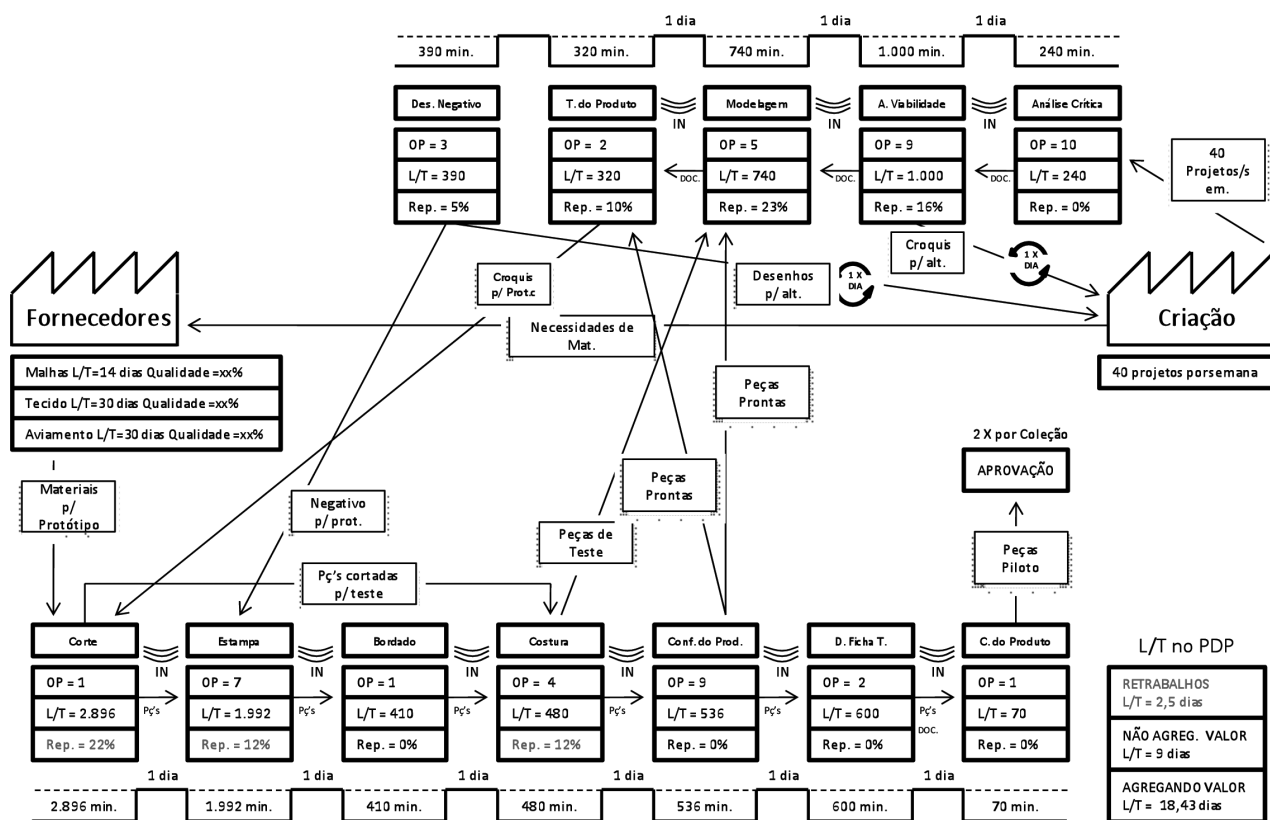 1 dia
1 dia
1 dia
390 min.
320 min.
740 min.
1.000 min.
240 min.
Des. Negativo
T. do Produto
Modelagem
A. Viabilidade
Análise Crítica
IN
IN
IN
OP = 3
OP = 2
OP = 5
OP = 9
OP = 10
L/T = 390
L/T = 320
L/T = 740
L/T = 1.000
L/T = 240
DOC.
DOC.
DOC.
Rep. = 5%
Rep. = 10%
Rep. = 23%
Rep. = 16%
Rep. = 0%
40
Projetos/s
em.
Croquis
p/ Prot.c
Desenhos
p/ alt.
1 X
DIA
Croquis
p/ alt.
1 X
DIA
Fornecedores
Necessidades de
Mat.
Criação
Malhas L/T=14 dias Qualidade =xx%
Tecido L/T=30 dias Qualidade =xx%
Aviamento L/T=30 dias Qualidade =xx%
40 projetos porsemana
Peças
Prontas
2 X por Coleção
APROVAÇÃO
Materiais
p/
Protótipo
Negativo
p/ prot.
Peças
Prontas
Peças de
Teste
Peças
Piloto
Pç's cortadas
p/ teste
Corte
Estampa
Bordado
Costura
Conf. do Prod.
D. Ficha T.
C. do Produto
IN
IN
IN
IN
IN
IN
OP = 1
OP = 7
OP = 1
OP = 4
OP = 9
OP = 2
OP = 1
L/T = 2.896
L/T = 1.992
L/T = 410
L/T = 480
L/T = 536
L/T = 600
L/T = 70
Pç's
Pç's
Pç's
Pç's
Pç's
Pç's
DOC.
Rep. = 22%
Rep. = 12%
Rep. = 0%
Rep. = 12%
Rep. = 0%
Rep. = 0%
Rep. = 0%
1 dia
1 dia
1 dia
1 dia
1 dia
1 dia
2.896 min.
1.992 min.
410 min.
480 min.
536 min.
600 min.
70 min.
L/T no PDP
RETRABALHOS
L/T = 2,5 dias
NÃO AGREG. VALOR
L/T = 9 dias
AGREGANDO VALOR
L/T = 18,43 dias